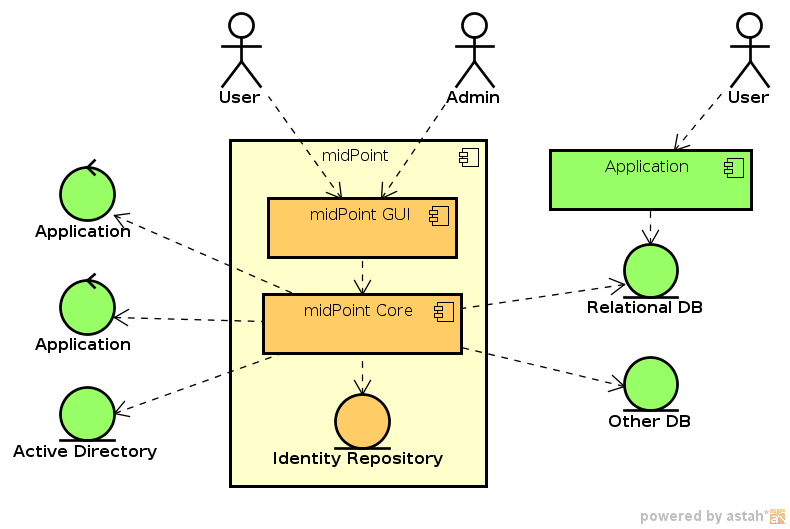 User
Admin
User
midPoint
Application
midPoint GUI
Application
midPoint Core
Relational DB
Application
Other DB
Active Directory
Identity Repository
powered by astah*